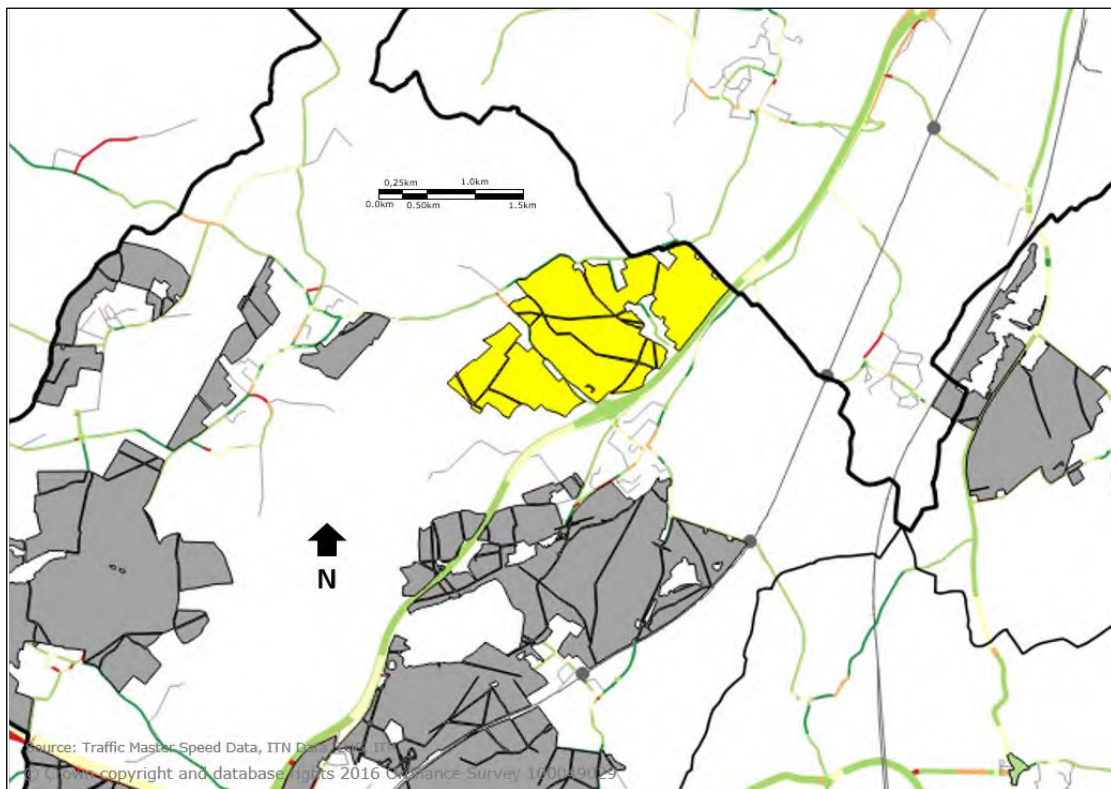 0,25km 1.0km
0.0km 0.50km 1.5km
N
Source: Traffic Master Speed Data, ITN Data,
© Crown copyright and database rights 2016 Ordnance Survey 100049029